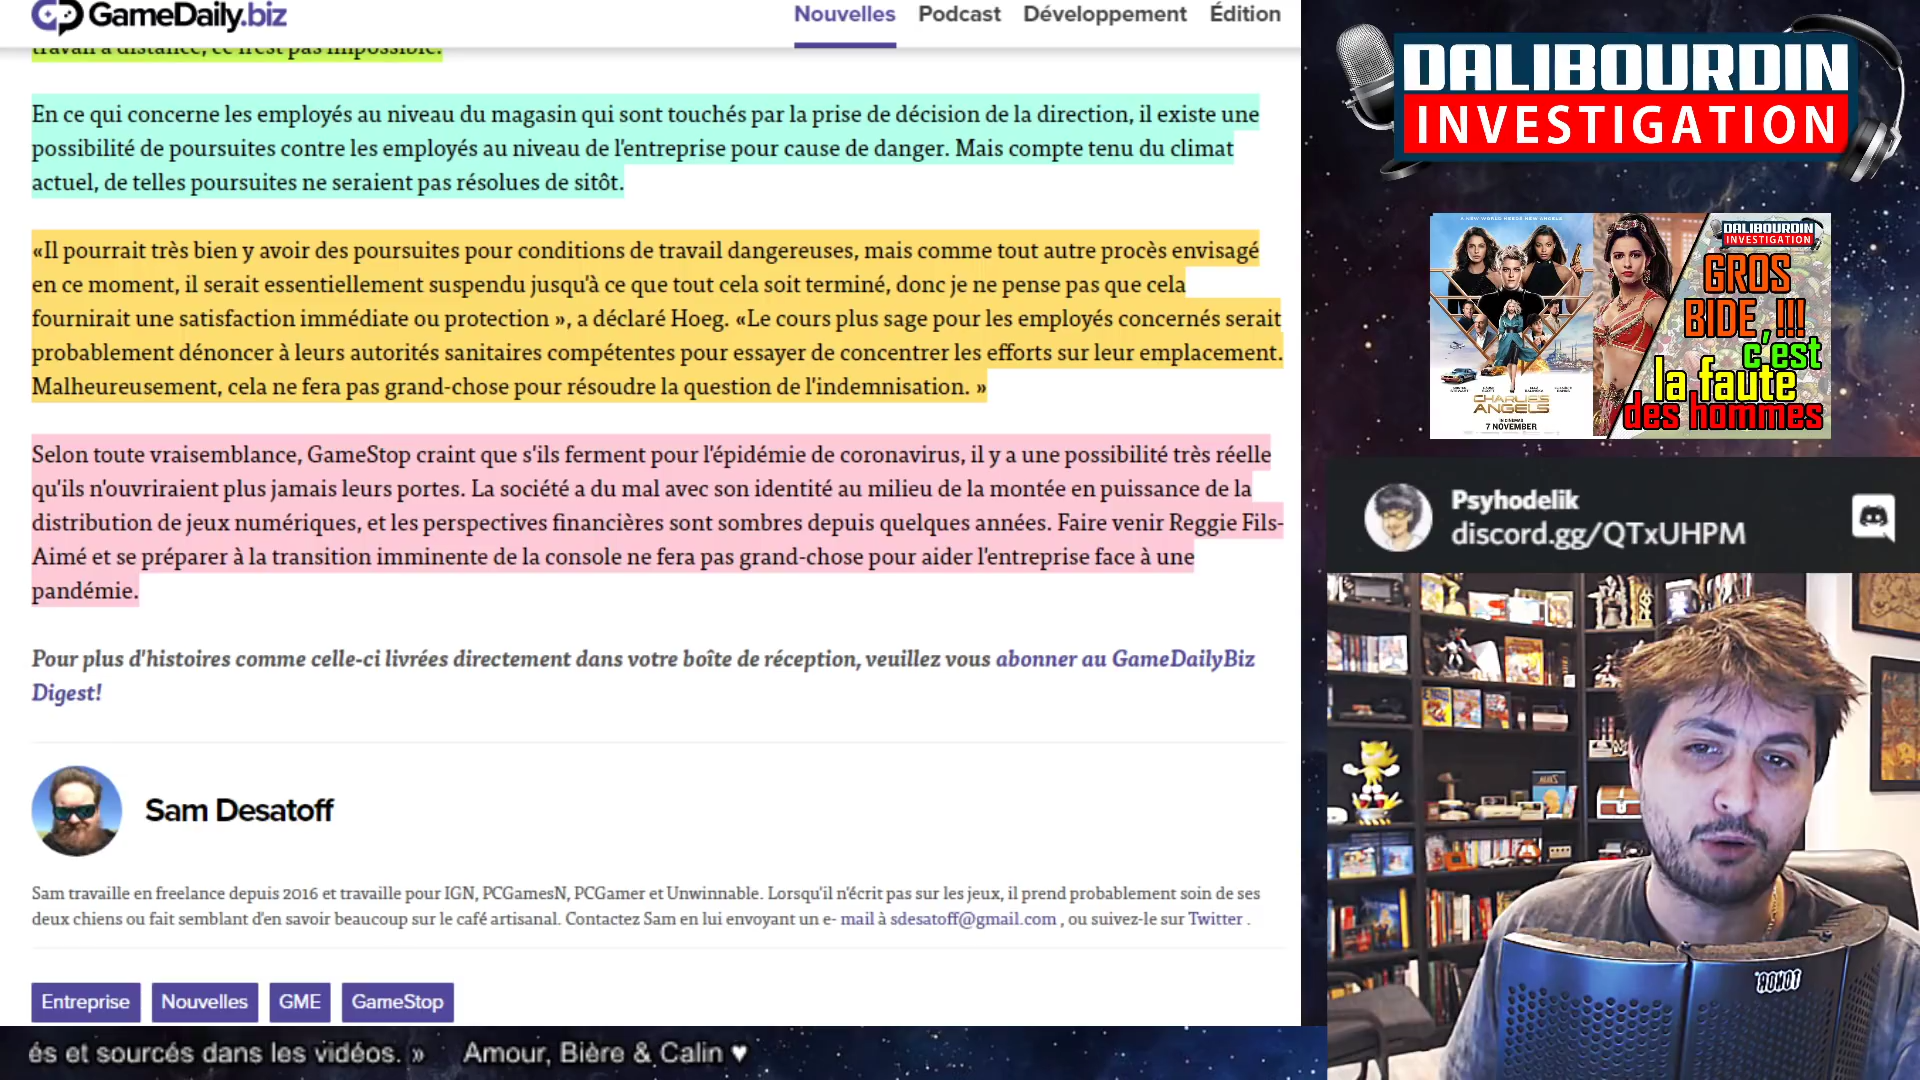 GameDaily.biz
Nouvelles
Podcast
Développement
Édition
travail à distance, ce n'est pas impossible.
En ce qui concerne les employés au niveau du magasin qui sont touchés par la prise de décision de la direction, il existe une
possibilité de poursuites contre les employés au niveau de l'entreprise pour cause de danger. Mais compte tenu du climat
actuel, de telles poursuites ne seraient pas résolues de sitôt.
«Il pourrait très bien y avoir des poursuites pour conditions de travail dangereuses, mais comme tout autre procès envisagé
en ce moment, il serait essentiellement suspendu jusqu'à ce que tout cela soit terminé, donc je ne pense pas que cela
fournirait une satisfaction immédiate ou protection », a déclaré Hoeg. «Le cours plus sage pour les employés concernés serait
probablement dénoncer à leurs autorités sanitaires compétentes pour essayer de concentrer les efforts sur leur emplacement.
Malheureusement, cela ne fera pas grand-chose pour résoudre la question de l'indemnisation. »
Selon toute vraisemblance, GameStop craint que s'ils ferment pour l'épidémie de coronavirus, il y a une possibilité très réelle
qu'ils n'ouvriraient plus jamais leurs portes. La société a du mal avec son identité au milieu de la montée en puissance de la
distribution de jeux numériques, et les perspectives financières sont sombres depuis quelques années. Faire venir Reggie Fils-
Aimé et se préparer à la transition imminente de la console ne fera pas grand-chose pour aider l'entreprise face à une
pandémie.
Pour plus d'histoires comme celle-ci livrées directement dans votre boîte de réception, veuillez vous abonner au GameDailyBiz
Digest!
Sam Desatoff
Sam travaille en freelance depuis 2016 et travaille pour IGN, PCGamesN, PCGamer et Unwinnable. Lorsqu'il n'écrit pas sur les jeux, il prend probablement soin de ses
deux chiens ou fait semblant d'en savoir beaucoup sur le café artisanal. Contactez Sam en lui envoyant un e- mail à sdesatoff@gmail.com , ou suivez-le sur Twitter .
Entreprise
Nouvelles
GME
GameStop
és et sourcés dans les vidéos. »
Amour, Bière & Calin ♥
DALIBOURDIN
INVESTIGATION
A NEW WORLD NEEDS NEW ANGELS
CHARLIE'S
ANGELS
IN CINEMAS
7 NOVEMBER
DALIBOURDIN
INVESTIGATION
GROS
BIDE , !!!
c'est
la faute
des hommes
Psyhodelik
discord.gg/QTxUHPM